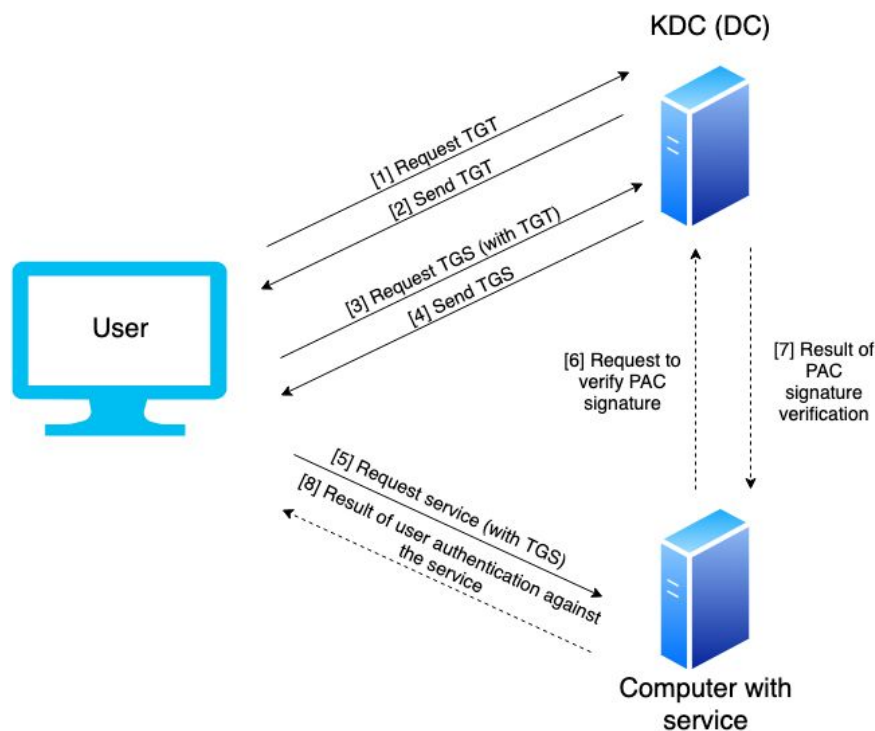 KDC (DC)
[1] Request TGT
[2] Send TGT
[3] Request TGS (with TGT)
[4] Send TGS
User
[6] Request to
verify PAC
signature
[7] Result of
PAC
signature
verification
[5] Request service (with TGS)
[8] Result of user authentication against
the service
Computer with
service